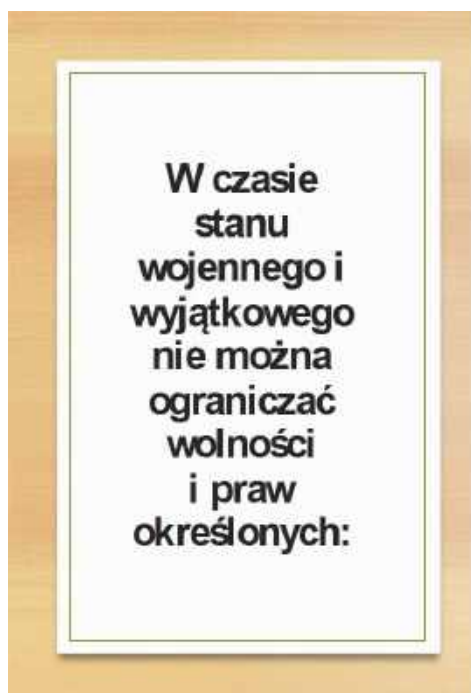 W czasie
stanu
wojennego i
wyjątkowego
nie można
ograniczać
wolności
i praw
określonych: